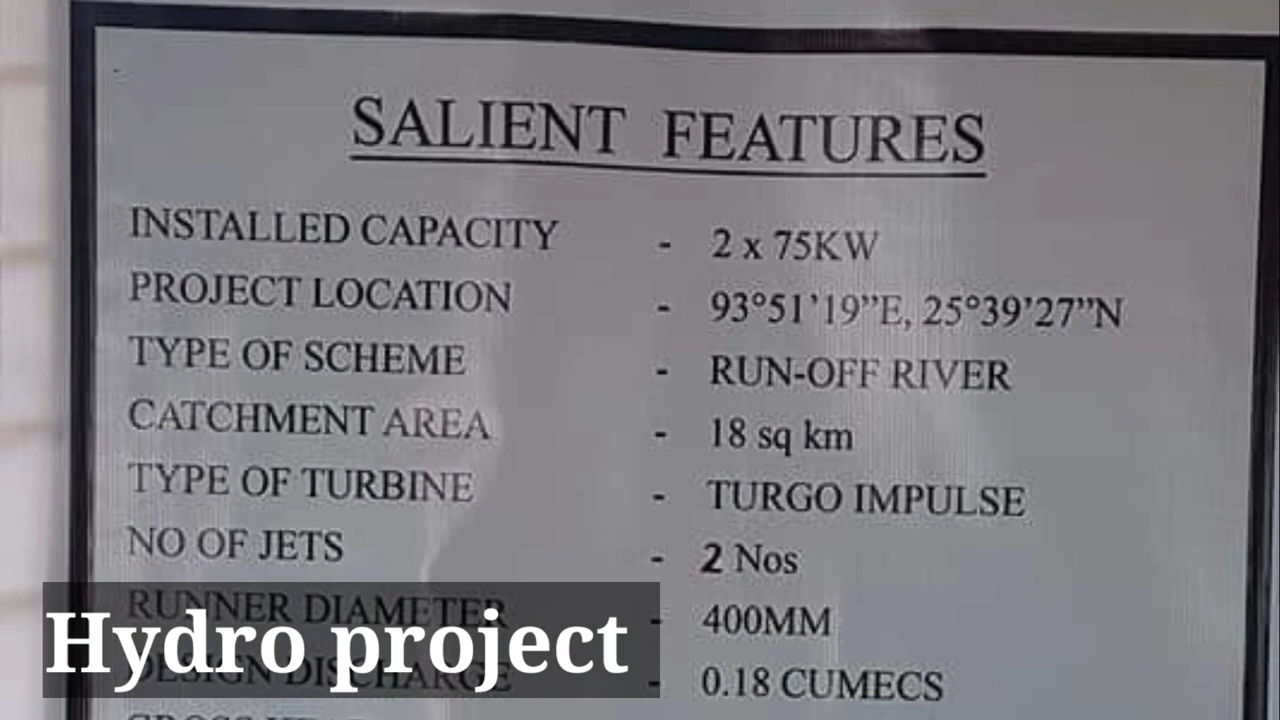 SALIENT FEATURES
INSTALLED CAPACITY - 2 x 75KW
PROJECT LOCATION - 93°51’19”E, 25°39’27”N
TYPE OF SCHEME - RUN-OFF RIVER
CATCHMENT AREA - 18 sq km
TYPE OF TURBINE - TURGO IMPULSE
NO OF JETS - 2 Nos
RUNNER DIAMETER - 400MM
DESIGN DISCHARGE - 0.18 CUMECS
Hydro project